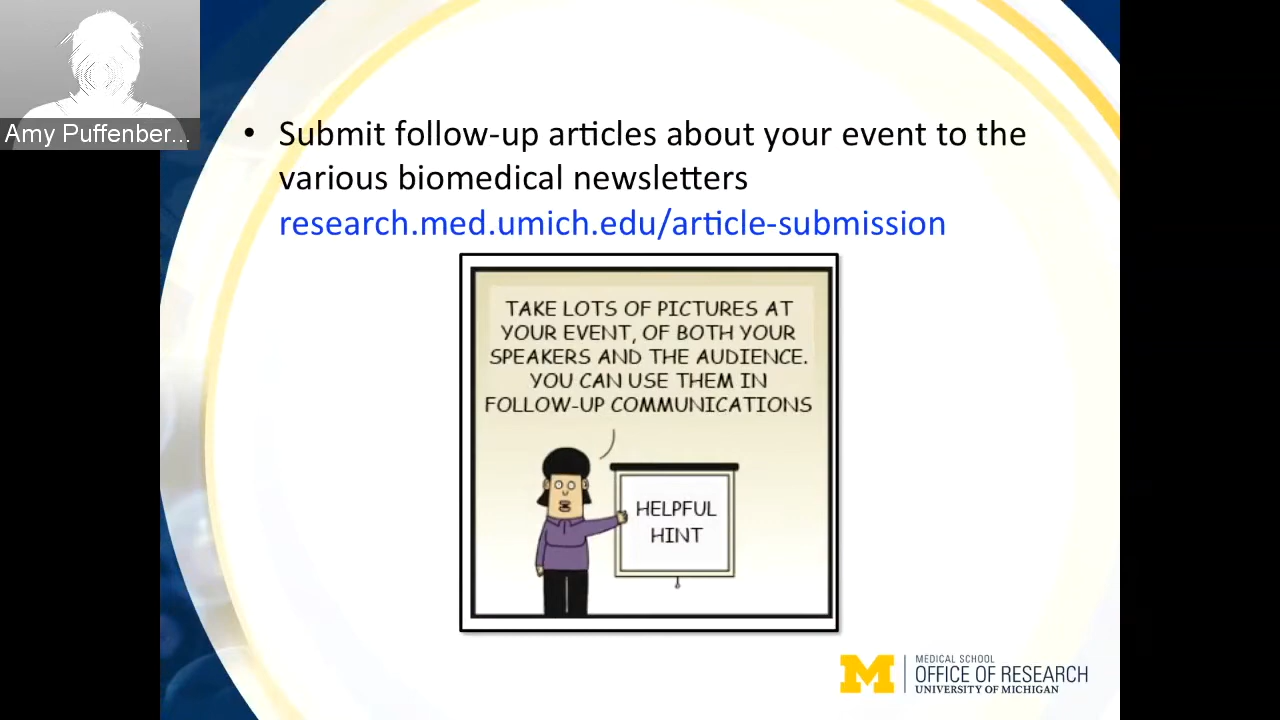 Amy Puffenber...
• Submit follow-up articles about your event to the
various biomedical newsletters
research.med.umich.edu/article-submission
TAKE LOTS OF PICTURES AT
YOUR EVENT, OF BOTH YOUR
SPEAKERS AND THE AUDIENCE.
YOU CAN USE THEM IN
FOLLOW-UP COMMUNICATIONS
HELPFUL
HINT
M
MEDICAL SCHOOL
OFFICE OF RESEARCH
UNIVERSITY OF MICHIGAN